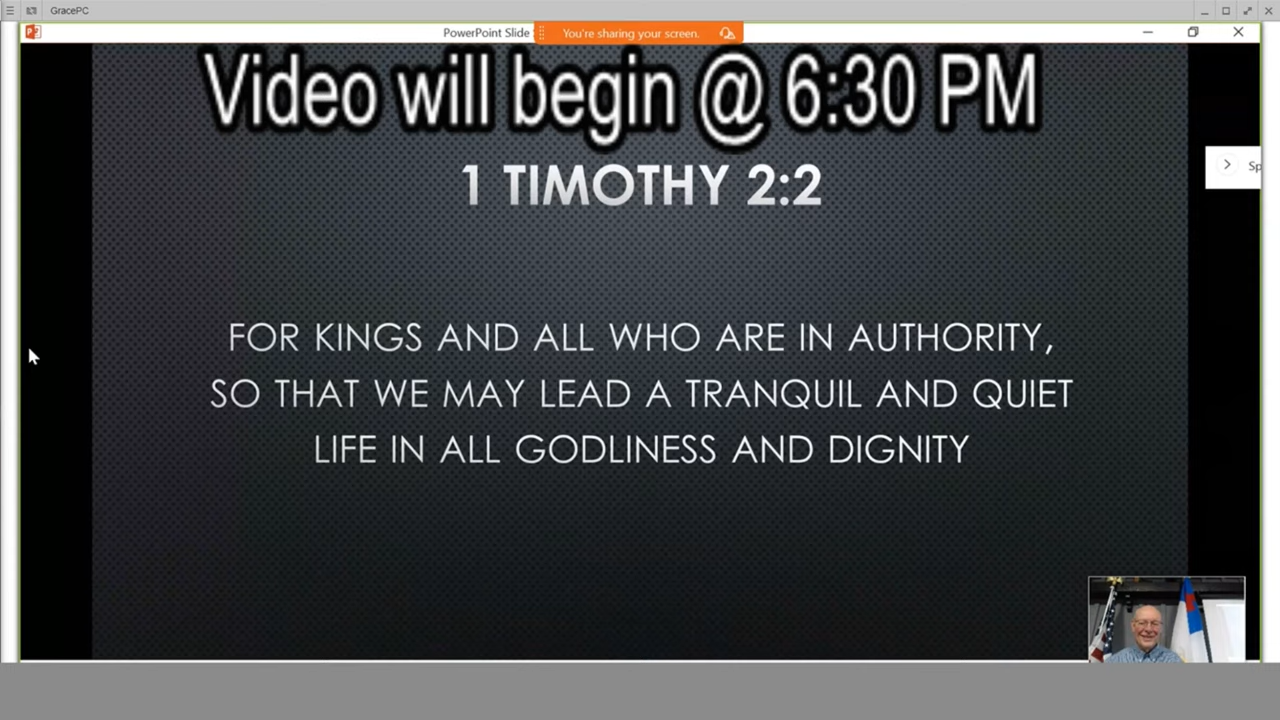 GracePC
PowerPoint Slide
You're sharing your screen.
Video will begin @ 6:30 PM
1 TIMOTHY 2:2
Sp
FOR KINGS AND ALL WHO ARE IN AUTHORITY,
SO THAT WE MAY LEAD A TRANQUIL AND QUIET
LIFE IN ALL GODLINESS AND DIGNITY